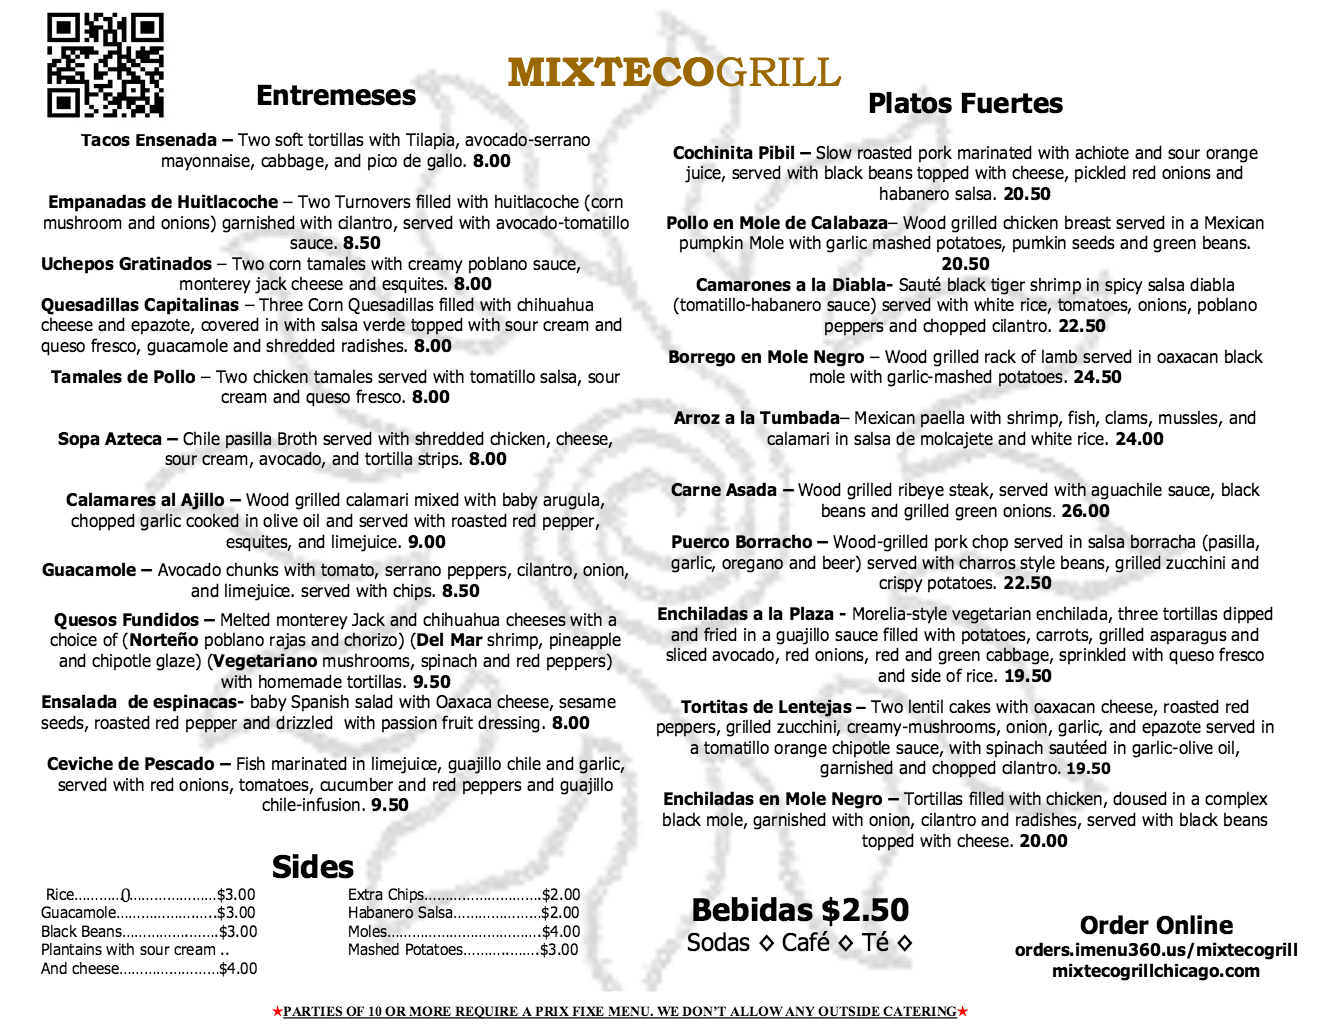 MIXTECOGRILL
Entremeses
Tacos Ensenada – Two soft tortillas with Tilapia, avocado-serrano
mayonnaise, cabbage, and pico de gallo. 8.00
Empanadas de Huitlacoche – Two Turnovers filled with huitlacoche (corn
mushroom and onions) garnished with cilantro, served with avocado-tomatillo
sauce. 8.50
Uchepos Gratinados – Two corn tamales with creamy poblano sauce,
monterey jack cheese and esquites. 8.00
Quesadillas Capitalinas – Three Corn Quesadillas filled with chihuahua
cheese and epazote, covered in with salsa verde topped with sour cream and
queso fresco, guacamole and shredded radishes. 8.00
Tamales de Pollo – Two chicken tamales served with tomatillo salsa, sour
cream and queso fresco. 8.00
Sopa Azteca – Chile pasilla Broth served with shredded chicken, cheese,
sour cream, avocado, and tortilla strips. 8.00
Calamares al Ajillo – Wood grilled calamari mixed with baby arugula,
chopped garlic cooked in olive oil and served with roasted red pepper,
esquites, and limejuice. 9.00
Guacamole – Avocado chunks with tomato, serrano peppers, cilantro, onion,
and limejuice. served with chips. 8.50
Quesos Fundidos – Melted monterey Jack and chihuahua cheeses with a
choice of (Norteño poblano rajas and chorizo) (Del Mar shrimp, pineapple
and chipotle glaze) (Vegetariano mushrooms, spinach and red peppers)
with homemade tortillas. 9.50
Ensalada de espinacas- baby Spanish salad with Oaxaca cheese, sesame
seeds, roasted red pepper and drizzled with passion fruit dressing. 8.00
Ceviche de Pescado – Fish marinated in limejuice, guajillo chile and garlic,
served with red onions, tomatoes, cucumber and red peppers and guajillo
chile-infusion. 9.50
Sides
Rice..........()...................$3.00
Guacamole......................$3.00
Black Beans.....................$3.00
Plantains with sour cream ..
And cheese.....................$4.00
Extra Chips.........................$2.00
Habanero Salsa...................$2.00
Moles.................................$4.00
Mashed Potatoes.................$3.00
Platos Fuertes
Cochinita Pibil – Slow roasted pork marinated with achiote and sour orange
juice, served with black beans topped with cheese, pickled red onions and
habanero salsa. 20.50
Pollo en Mole de Calabaza– Wood grilled chicken breast served in a Mexican
pumpkin Mole with garlic mashed potatoes, pumkin seeds and green beans.
20.50
Camarones a la Diabla- Sauté black tiger shrimp in spicy salsa diabla
(tomatillo-habanero sauce) served with white rice, tomatoes, onions, poblano
peppers and chopped cilantro. 22.50
Borrego en Mole Negro – Wood grilled rack of lamb served in oaxacan black
mole with garlic-mashed potatoes. 24.50
Arroz a la Tumbada– Mexican paella with shrimp, fish, clams, mussles, and
calamari in salsa de molcajete and white rice. 24.00
Carne Asada – Wood grilled ribeye steak, served with aguachile sauce, black
beans and grilled green onions. 26.00
Puerco Borracho – Wood-grilled pork chop served in salsa borracha (pasilla,
garlic, oregano and beer) served with charros style beans, grilled zucchini and
crispy potatoes. 22.50
Enchiladas a la Plaza - Morelia-style vegetarian enchilada, three tortillas dipped
and fried in a guajillo sauce filled with potatoes, carrots, grilled asparagus and
sliced avocado, red onions, red and green cabbage, sprinkled with queso fresco
and side of rice. 19.50
Tortitas de Lentejas – Two lentil cakes with oaxacan cheese, roasted red
peppers, grilled zucchini, creamy-mushrooms, onion, garlic, and epazote served in
a tomatillo orange chipotle sauce, with spinach sautéed in garlic-olive oil,
garnished and chopped cilantro. 19.50
Enchiladas en Mole Negro – Tortillas filled with chicken, doused in a complex
black mole, garnished with onion, cilantro and radishes, served with black beans
topped with cheese. 20.00
Bebidas $2.50
Sodas ◊ Café ◊ Té ◊
Order Online
orders.imenu360.us/mixtecogrill
mixtecogrillchicago.com
★PARTIES OF 10 OR MORE REQUIRE A PRIX FIXE MENU. WE DON'T ALLOW ANY OUTSIDE CATERING★